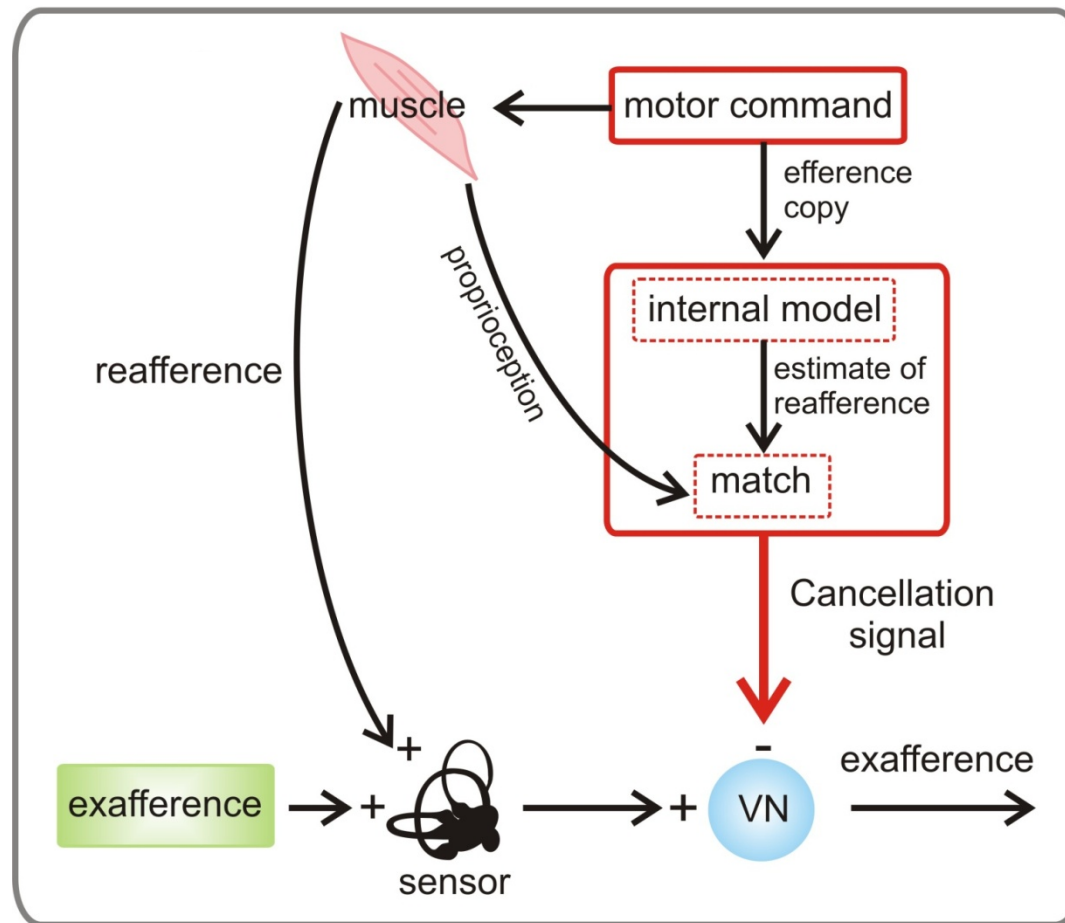 muscle
motor command
efference
copy
proprioception
internal model
reafference
estimate of
reafference
match
Cancellation
signal
+
-
exafference
exafference
+
+
VN
sensor